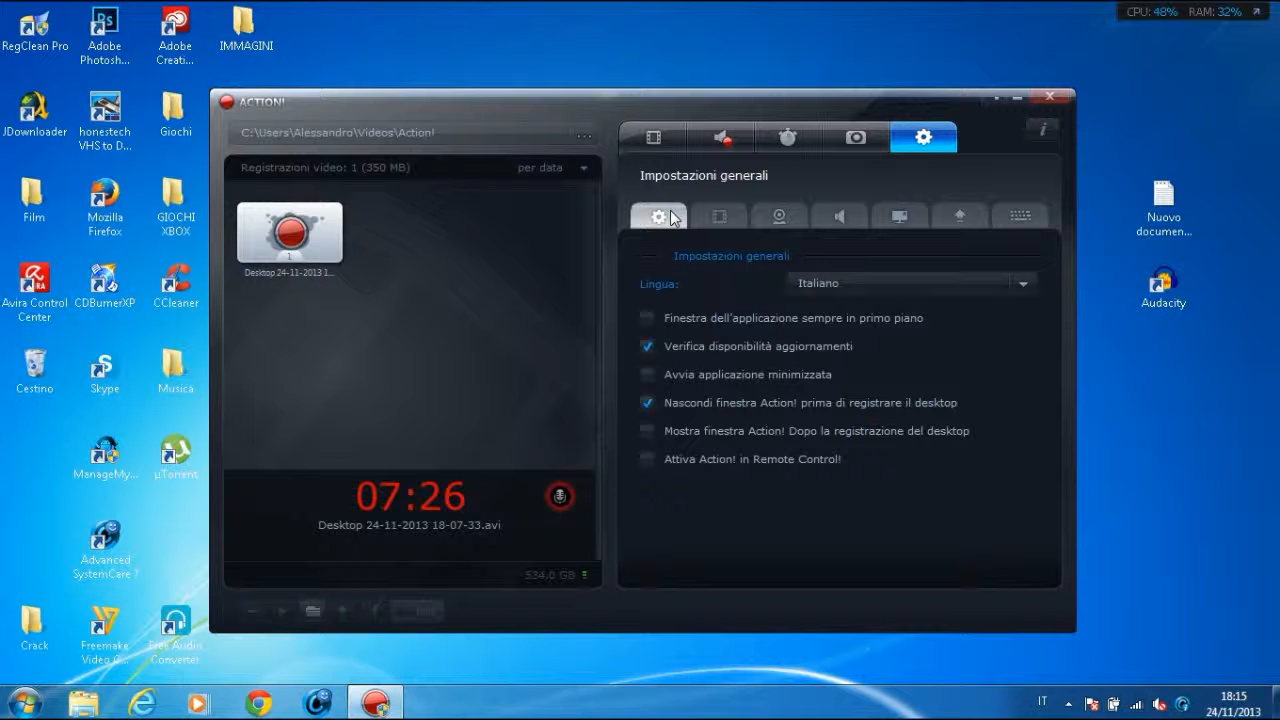 CPU: 48% RAM: 32%
RegClean Pro
Adobe
Photosh...
Adobe
Creati...
IMMAGINI
JDownloader
honestech
VHS to D...
Giochi
Film
Mozilla
Firefox
GIOCHI
XBOX
Avira Control
Center
CDBurnerXP
CCleaner
Cestino
Skype
Musica
ManageMy...
µTorrent
Advanced
SystemCare 7
Crack
Freemake
Video C...
Free Audio
Converter
ACTION!
C:\Users\Alessandro\Videos\Action!
...
Registrazioni video: 1 (350 MB)
per data
1
Desktop 24-11-2013 1...
07:26
Desktop 24-11-2013 18-07-33.avi
534.0 GB
Impostazioni generali
Impostazioni generali
Lingua:
Italiano
Finestra dell'applicazione sempre in primo piano
Verifica disponibilità aggiornamenti
Avvia applicazione minimizzata
Nascondi finestra Action! prima di registrare il desktop
Mostra finestra Action! Dopo la registrazione del desktop
Attiva Action! in Remote Control!
Nuovo
documen...
Audacity
IT
18:15
24/11/2013